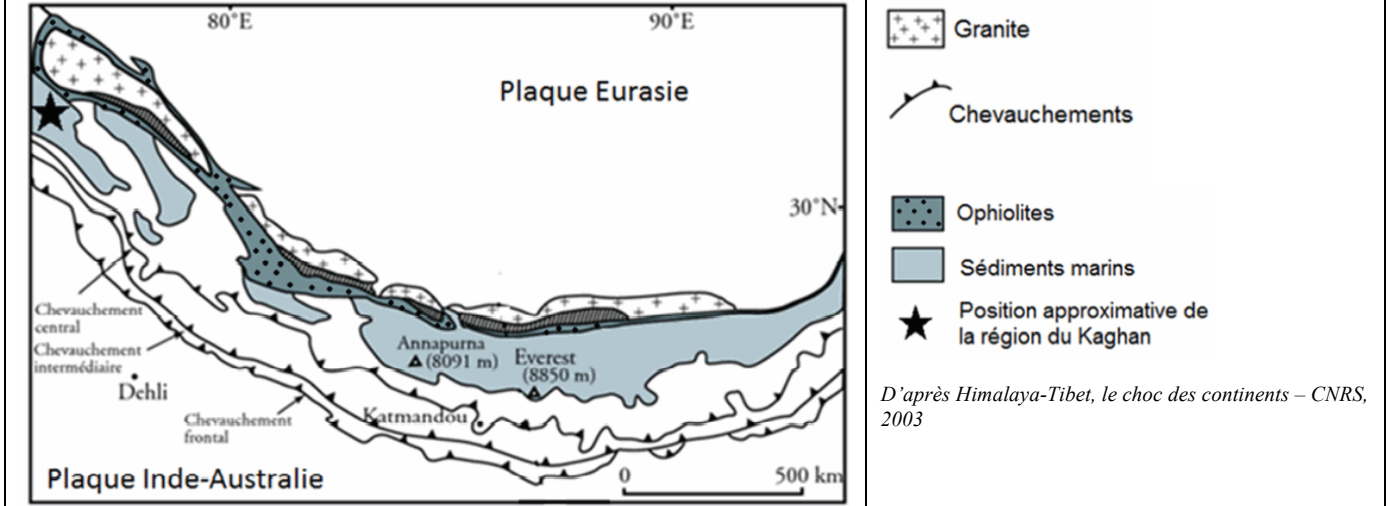 80°E
90°E
Plaque Eurasie
30°N
Chevauchement
central
Chevauchement
intermédiaire
Dehli
Chevauchement
frontal
Annapurna
(8091 m)
Everest
(8850 m)
Katmandou
Plaque Inde-Australie
0
500 km
Granite
Chevauchements
Ophiolites
Sédiments marins
Position approximative de
la région du Kaghan
D’après Himalaya-Tibet, le choc des continents – CNRS,
2003